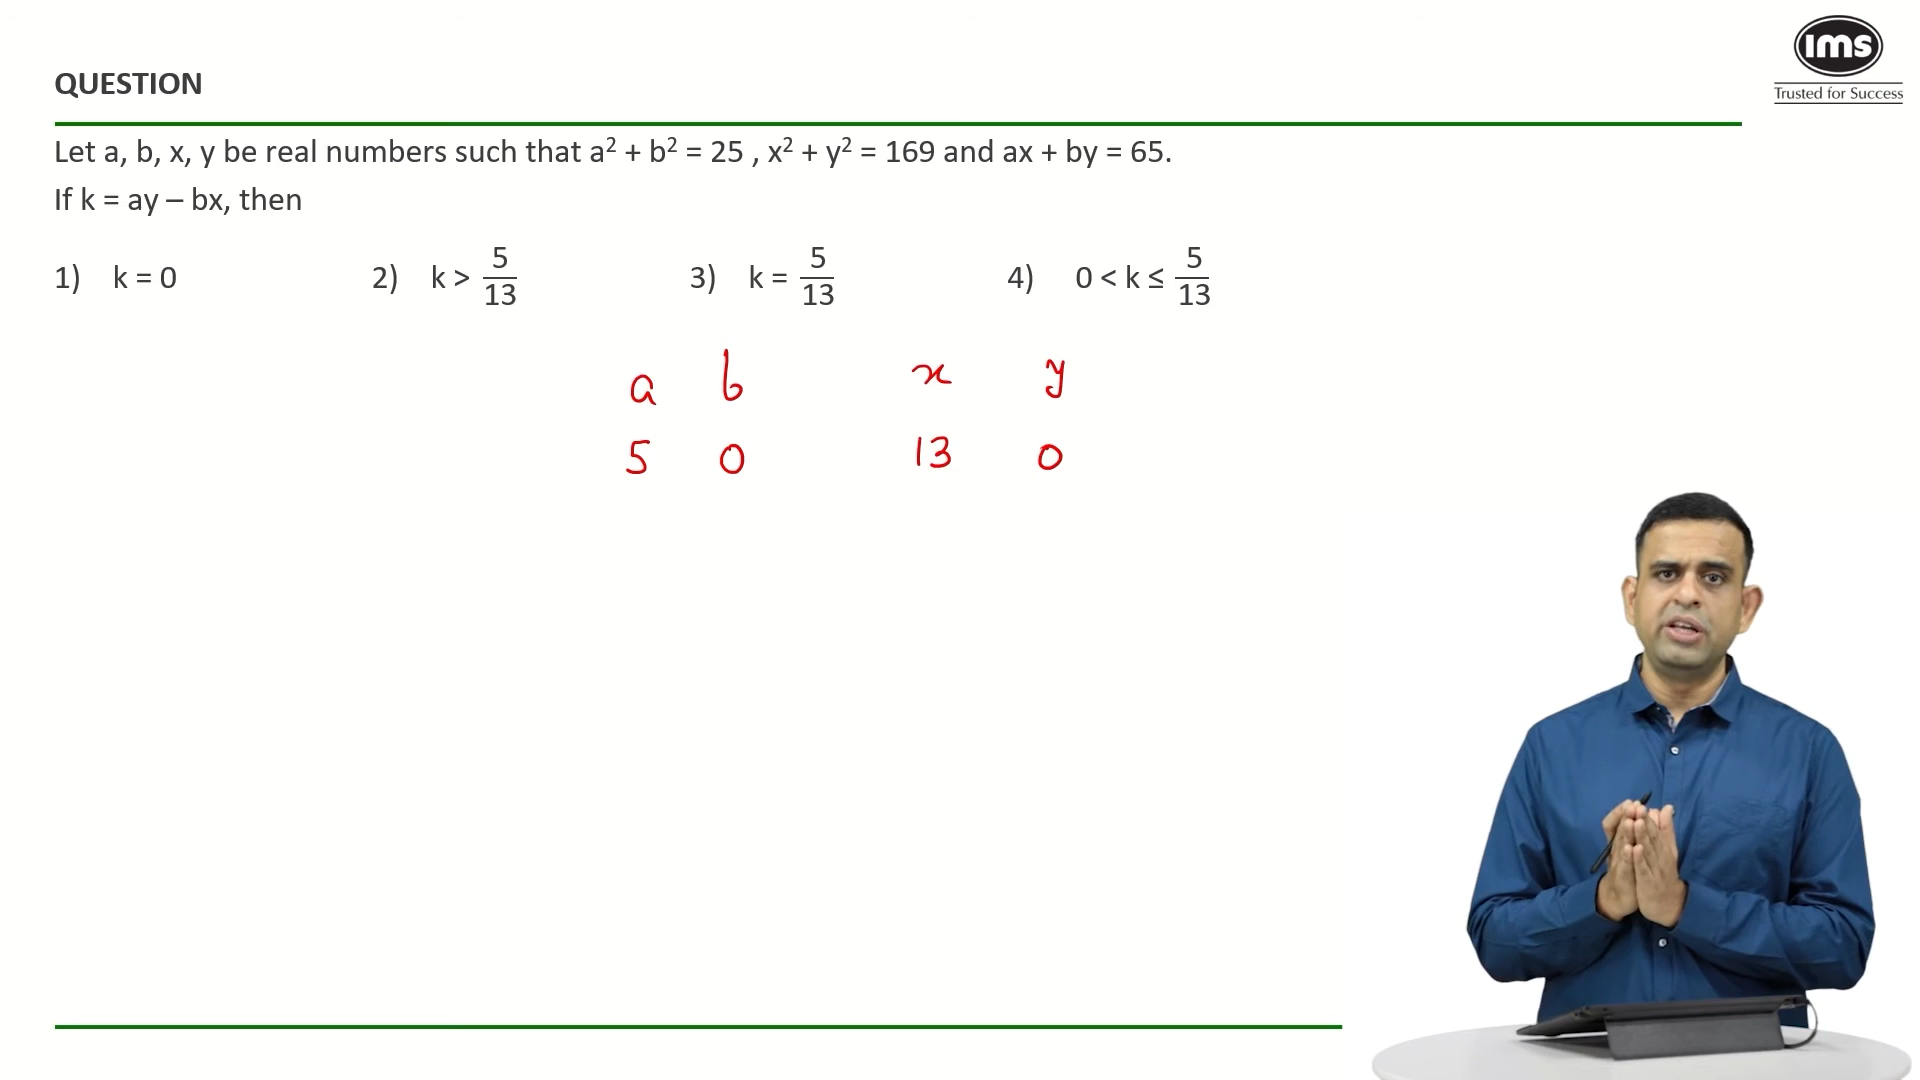 ims
Trusted for Success
QUESTION
Let a, b, x, y be real numbers such that a² + b² = 25 , x² + y² = 169 and ax + by = 65.
If k = ay – bx, then
1) k = 0 2) k > 5/13 3) k = 5/13 4) 0 < k ≤ 5/13
a b x y
5 0 13 0